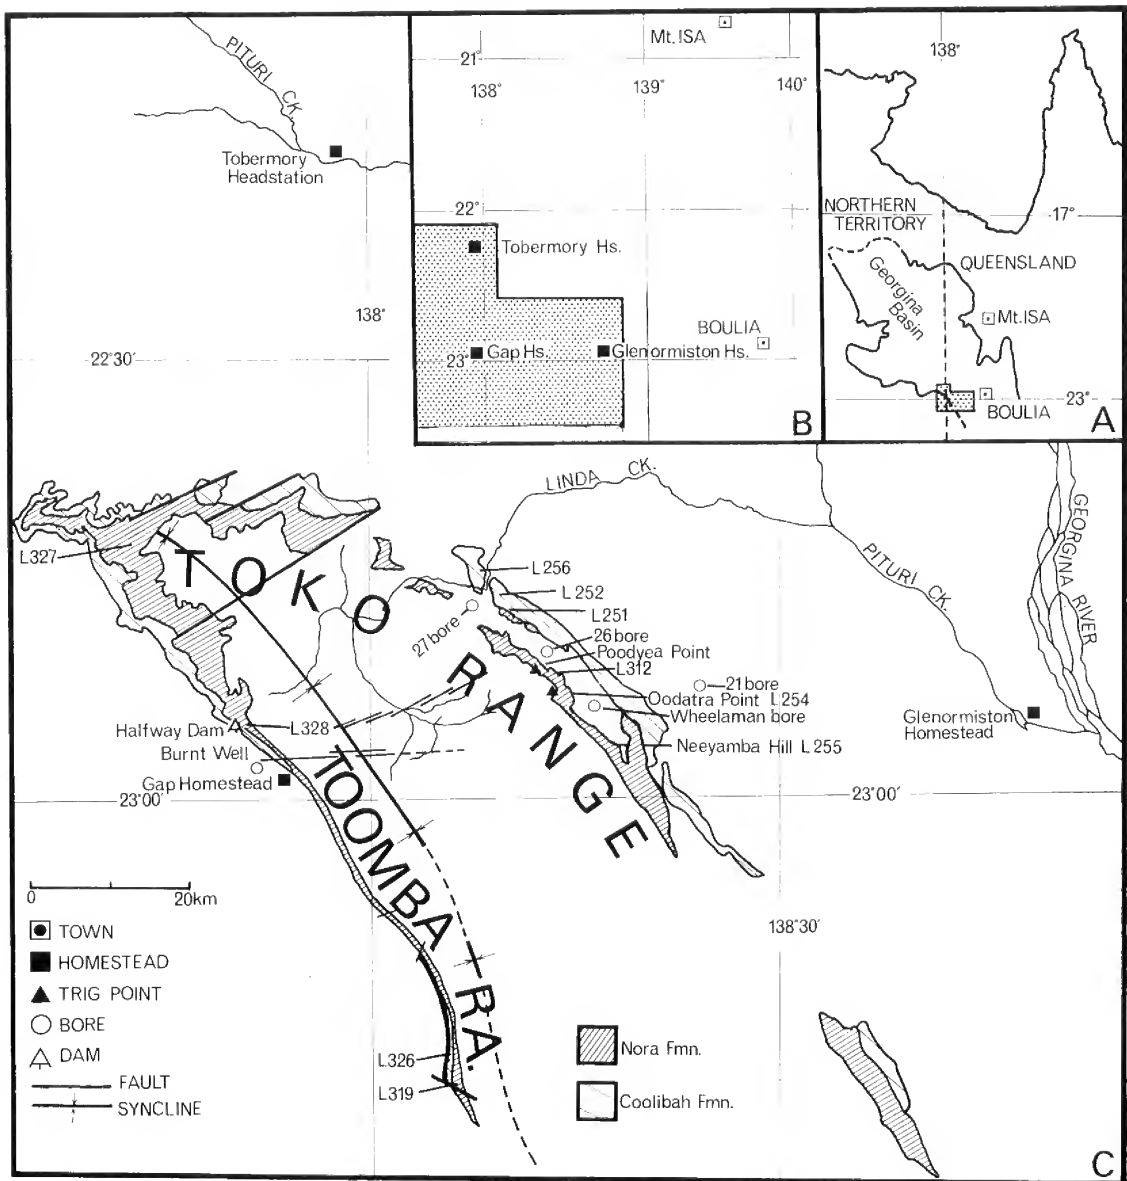 PITURI CK.
Tobermory
Headstation
138°
22°30'
Mt.ISA
21°
138°
139°
140°
22°
Tobermory Hs.
BOULIA
23°
Gap Hs.
Glenormiston Hs.
B
138°
NORTHERN
TERRITORY
17°
QUEENSLAND
Georgina
Basin
Mt.ISA
23°
BOULIA
A
LINDA CK.
PITURI CK.
GEORGINA RIVER
L327
TOKO RANGE
L256
L252
L251
27 bore
26 bore
Poodyea Point
L312
21 bore
Oodatra Point L254
Wheelaman bore
Neeyamba Hill L255
Glenormiston
Homestead
Halfway Dam
L328
Burnt Well
Gap Homestead
23°00'
23°00'
TOOMBA RA.
0 20km
138°30'
TOWN
HOMESTEAD
TRIG POINT
BORE
DAM
FAULT
SYNCLINE
L326
L319
Nora Fmn.
Coolibah Fmn.
C